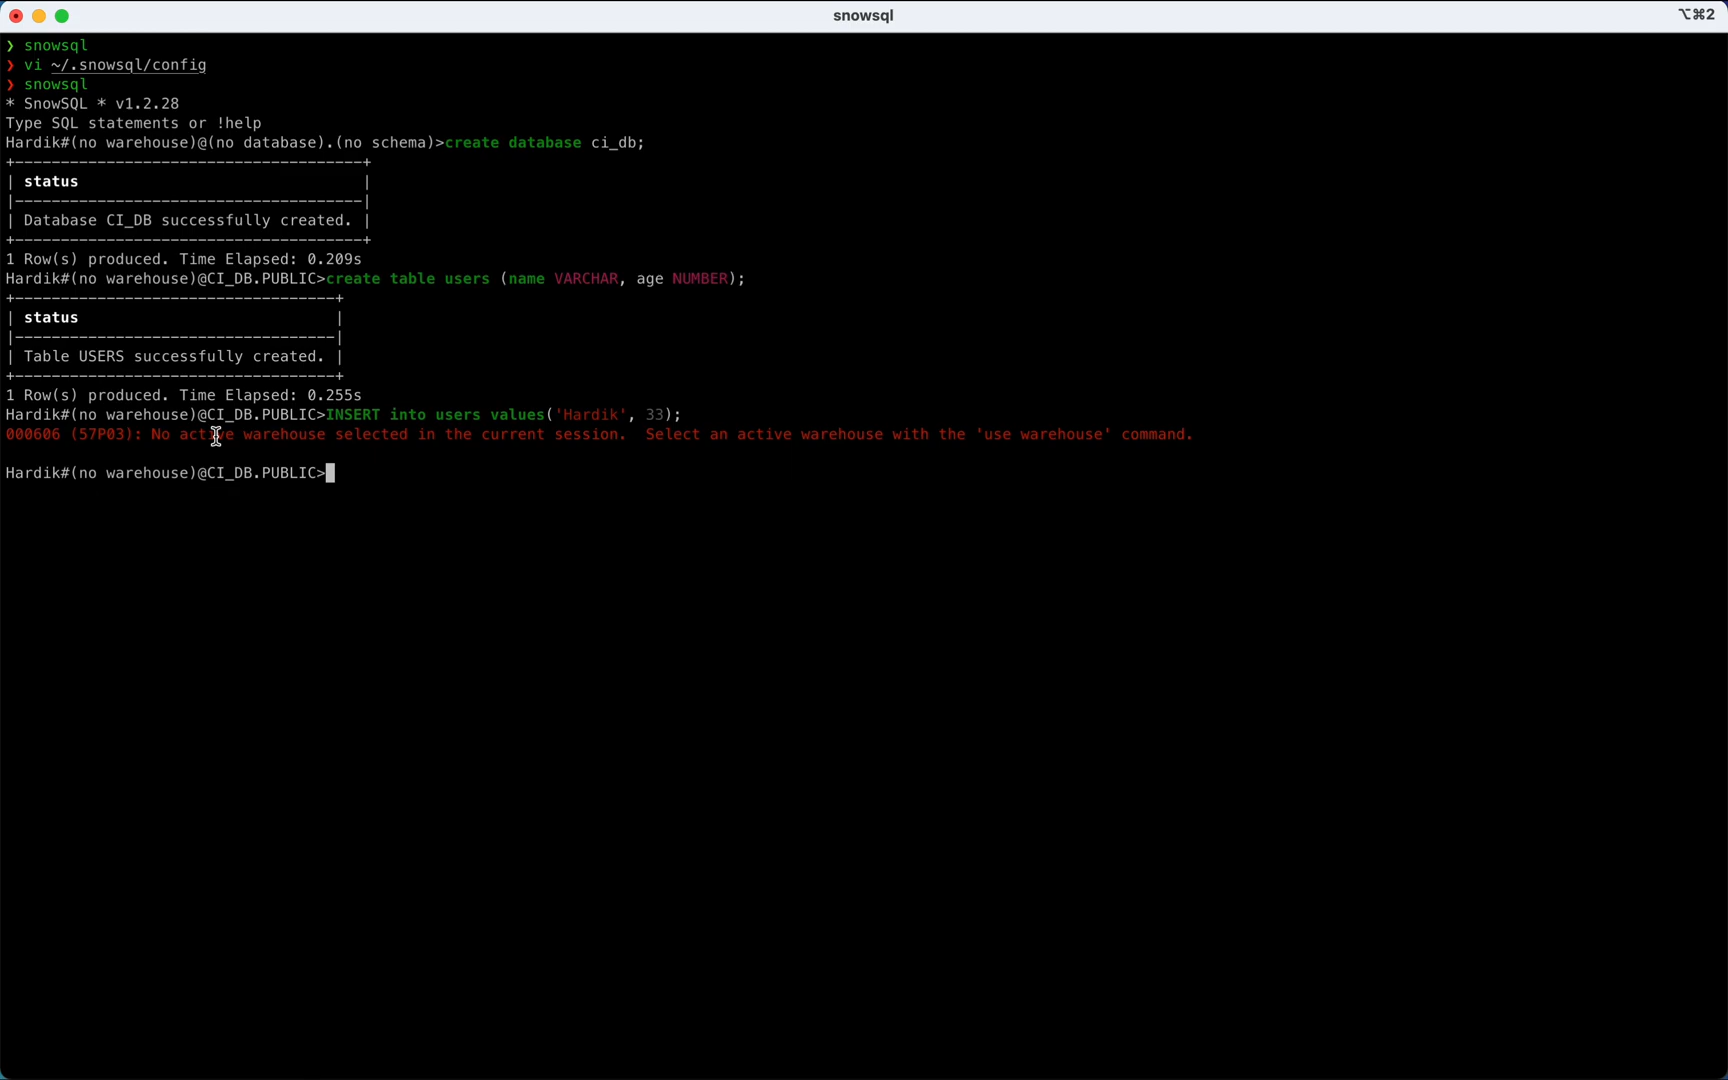 snowsql
⌥⌘2
❯ snowsql
❯ vi ~/.snowsql/config
❯ snowsql
* SnowSQL * v1.2.28
Type SQL statements or !help
Hardik#(no warehouse)@(no database).(no schema)>create database ci_db;
+--------------------------------------+
| status                               |
|--------------------------------------|
| Database CI_DB successfully created. |
+--------------------------------------+
1 Row(s) produced. Time Elapsed: 0.209s
Hardik#(no warehouse)@CI_DB.PUBLIC>create table users (name VARCHAR, age NUMBER);
+-----------------------------------+
| status                            |
|-----------------------------------|
| Table USERS successfully created. |
+-----------------------------------+
1 Row(s) produced. Time Elapsed: 0.255s
Hardik#(no warehouse)@CI_DB.PUBLIC>INSERT into users values('Hardik', 33);
000606 (57P03): No active warehouse selected in the current session.  Select an active warehouse with the 'use warehouse' command.
Hardik#(no warehouse)@CI_DB.PUBLIC>